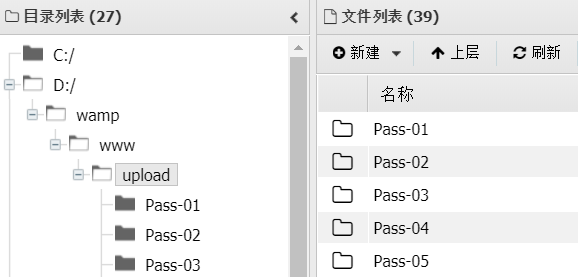 目录列表 (27)
C:/
D:/
wamp
www
upload
Pass-01
Pass-02
Pass-03
文件列表 (39)
新建 上层 刷新
名称
Pass-01
Pass-02
Pass-03
Pass-04
Pass-05